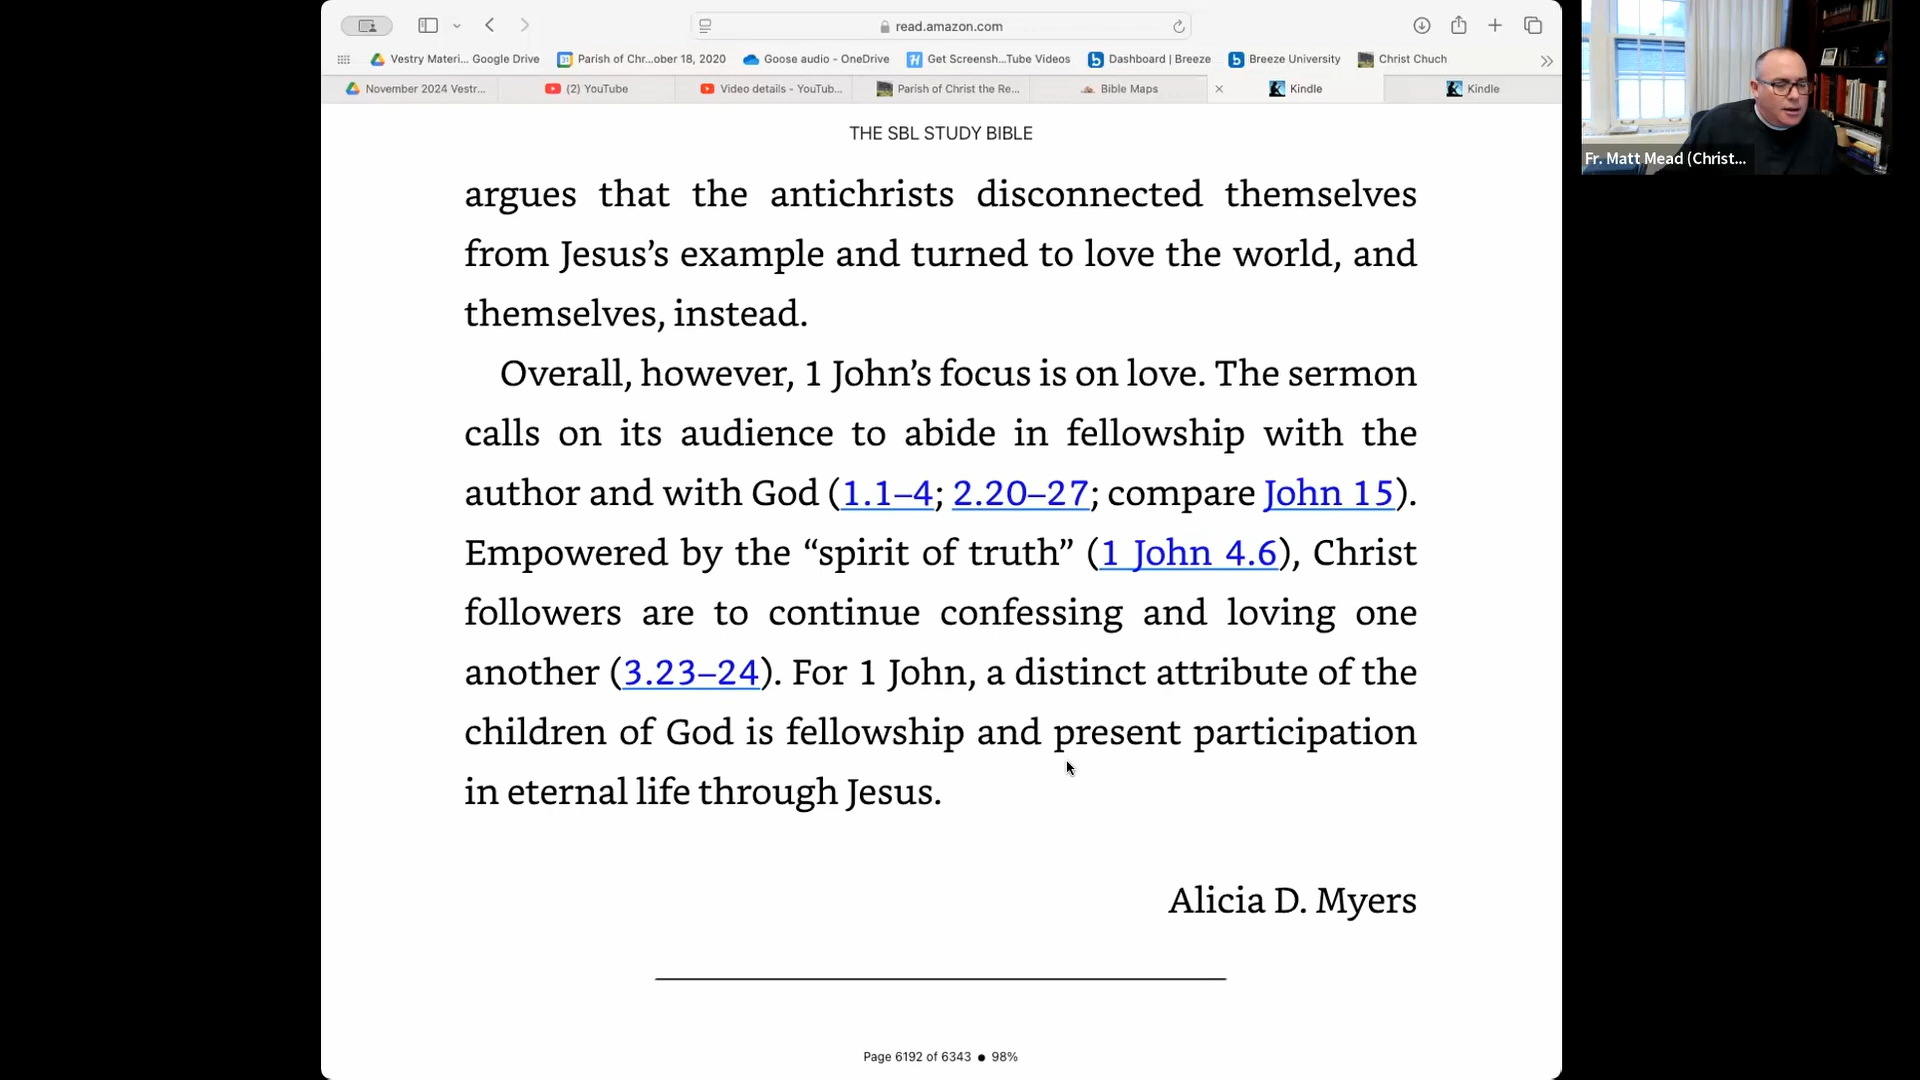 read.amazon.com
Vestry Materi... Google Drive
Parish of Chr...ober 18, 2020
Goose audio - OneDrive
Get Screensh...Tube Videos
Dashboard | Breeze
Breeze University
Christ Chuch
November 2024 Vestr...
(2) YouTube
Video details - YouTub...
Parish of Christ the Re...
Bible Maps
Kindle
Kindle
Fr. Matt Mead (Christ...
THE SBL STUDY BIBLE
argues that the antichrists disconnected themselves
from Jesus’s example and turned to love the world, and
themselves, instead.
Overall, however, 1 John’s focus is on love. The sermon
calls on its audience to abide in fellowship with the
author and with God (1.1–4; 2.20–27; compare John 15).
Empowered by the “spirit of truth” (1 John 4.6), Christ
followers are to continue confessing and loving one
another (3.23–24). For 1 John, a distinct attribute of the
children of God is fellowship and present participation
in eternal life through Jesus.
Alicia D. Myers
Page 6192 of 6343 ● 98%